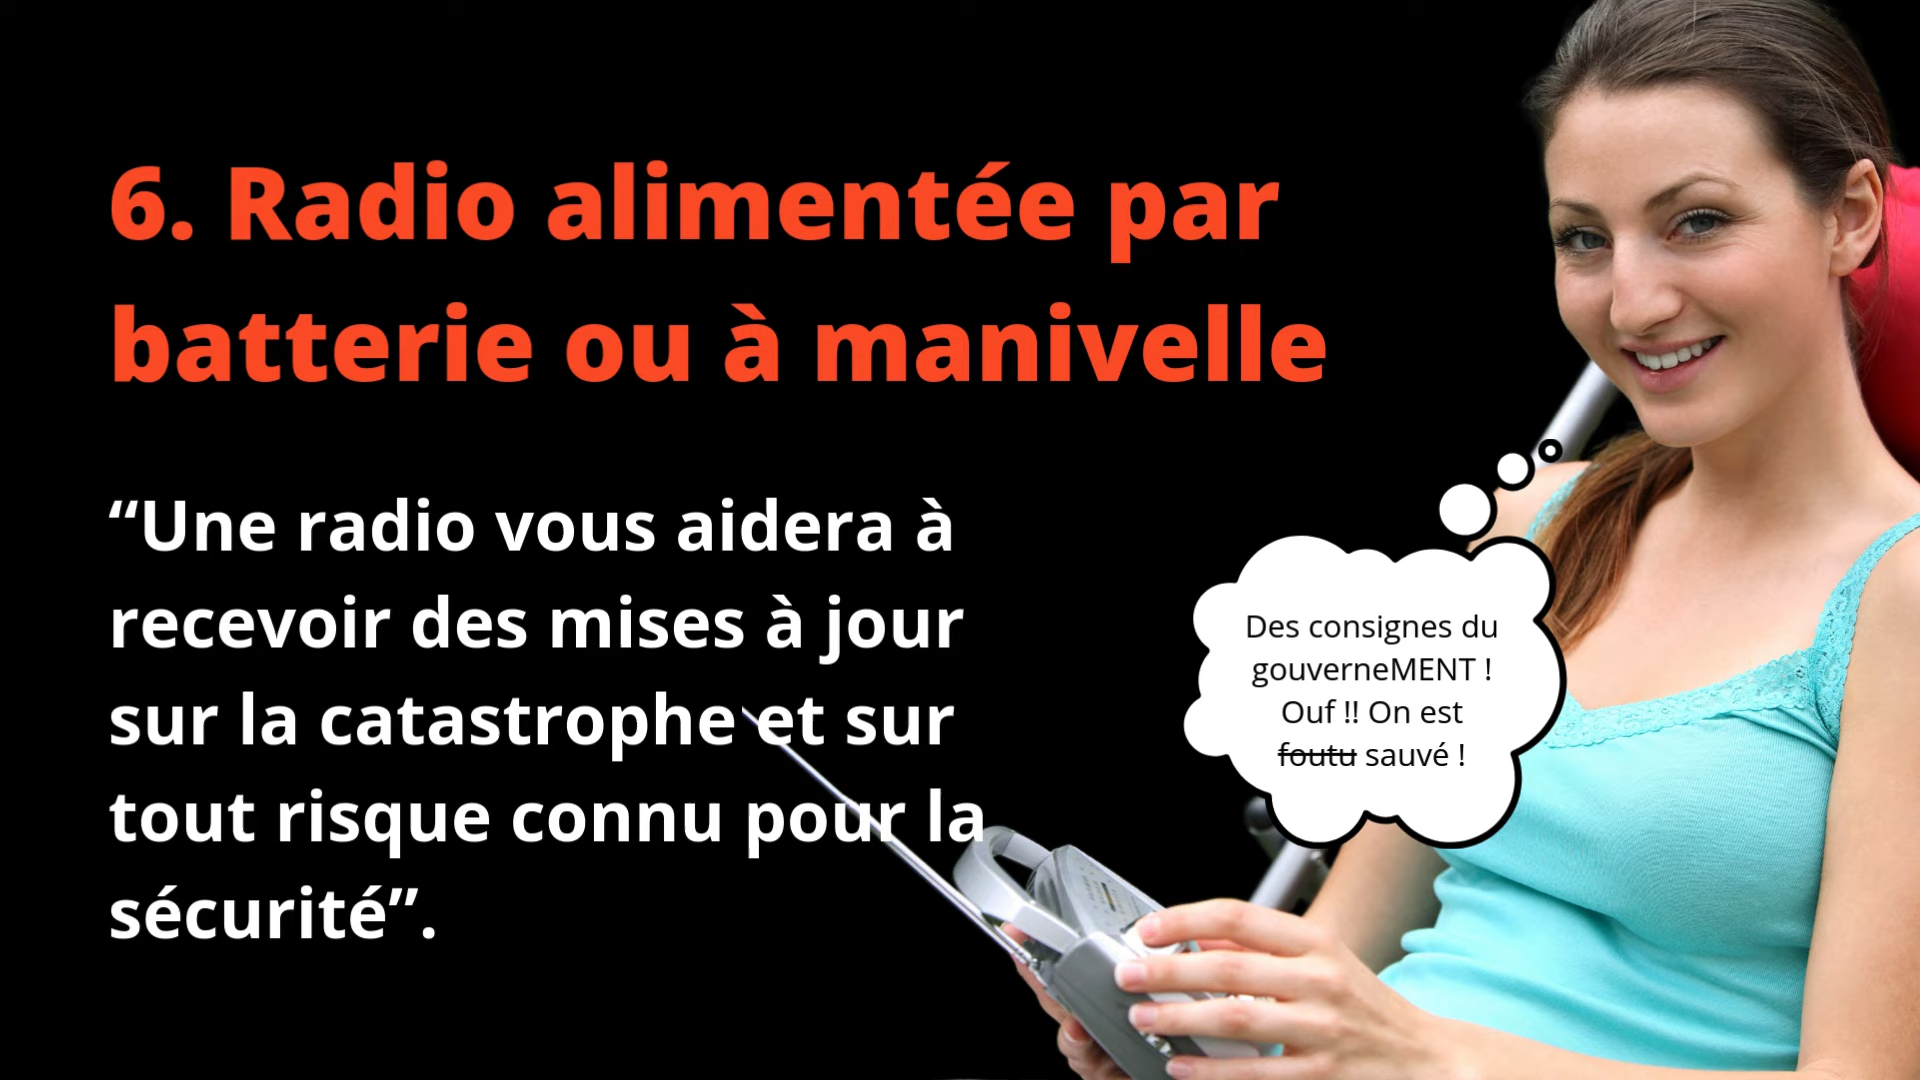 6. Radio alimentée par
batterie ou à manivelle
“Une radio vous aidera à
recevoir des mises à jour
sur la catastrophe et sur
tout risque connu pour la
sécurité”.
Des consignes du
gouverneMENT !
Ouf !! On est
foutu sauvé !